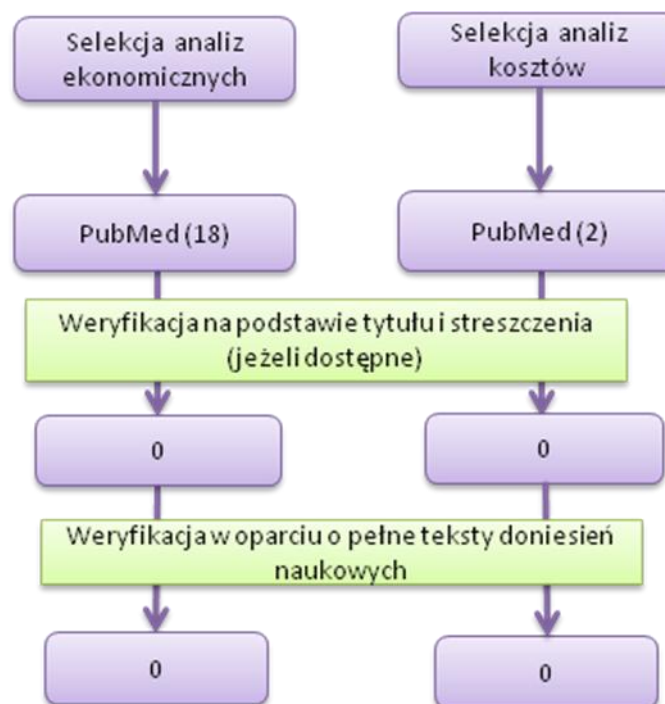 Selekcja analiz
ekonomicznych
Selekcja analiz
kosztów
PubMed (18)
PubMed (2)
Weryfikacja na podstawie tytułu i streszczenia
(jeżeli dostępne)
0
0
Weryfikacja w oparciu o pełne teksty doniesień
naukowych
0
0